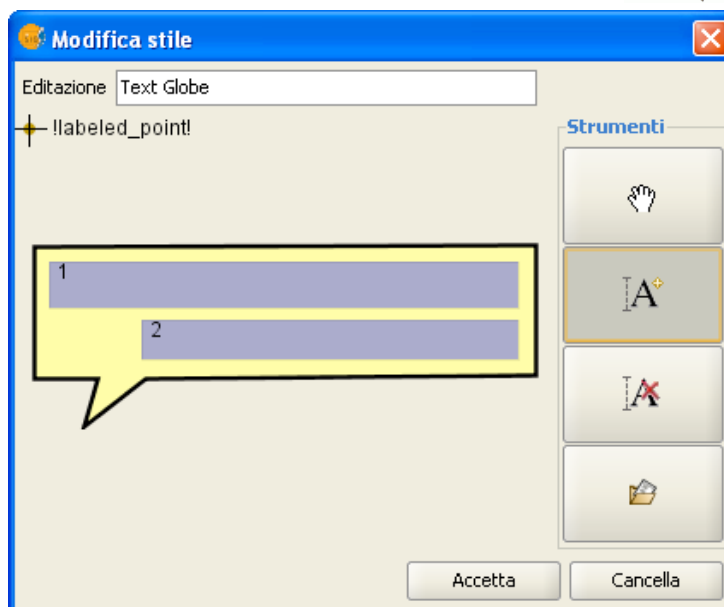 Modifica stile
Editazione Text Globe
!labeled_point!
Strumenti
1
2
A
A
Accetta Cancella